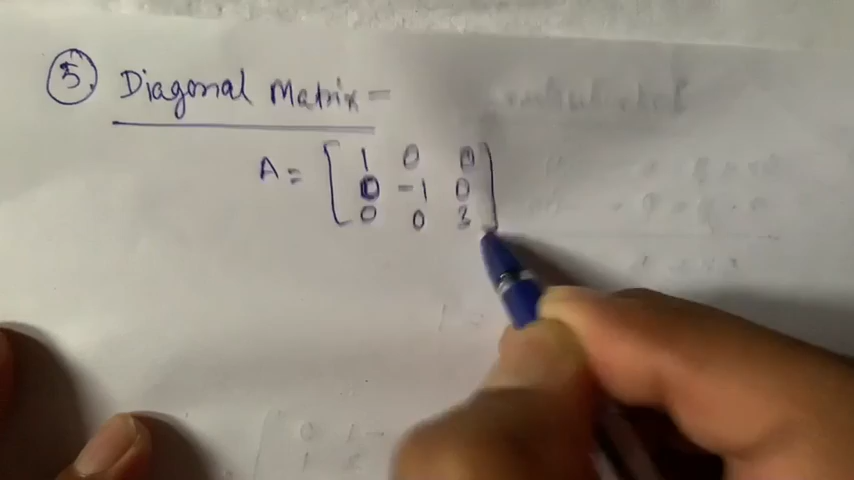 5. Diagonal Matrix =
A = [ 1 0 0
0 -1 0
0 0 3 ]